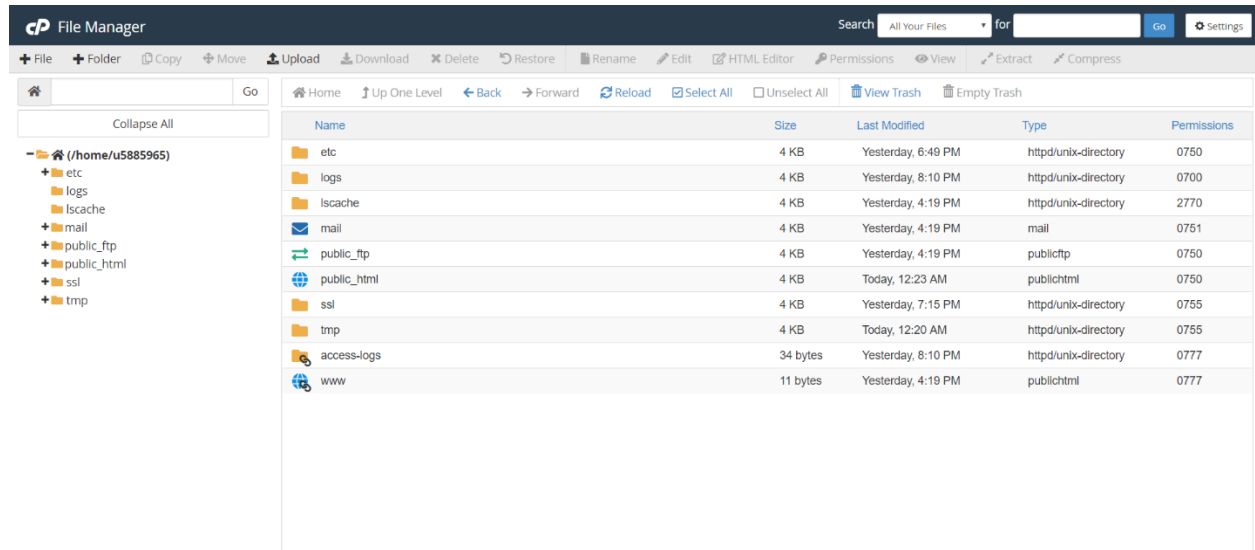 cP File Manager Search All Your Files for Go Settings
File Folder Copy Move Upload Download Delete Restore Rename Edit HTML Editor Permissions View Extract Compress
Go Home Up One Level Back Forward Reload Select All Unselect All View Trash Empty Trash
Collapse All
(/home/u5885965)
etc
logs
lscache
mail
public_ftp
public_html
ssl
tmp
Name Size Last Modified Type Permissions
etc 4 KB Yesterday, 6:49 PM httpd/unix-directory 0750
logs 4 KB Yesterday, 8:10 PM httpd/unix-directory 0700
lscache 4 KB Yesterday, 4:19 PM httpd/unix-directory 2770
mail 4 KB Yesterday, 4:19 PM mail 0751
public_ftp 4 KB Yesterday, 4:19 PM publicftp 0750
public_html 4 KB Today, 12:23 AM publichtml 0750
ssl 4 KB Yesterday, 7:15 PM httpd/unix-directory 0755
tmp 4 KB Today, 12:20 AM httpd/unix-directory 0755
access-logs 34 bytes Yesterday, 8:10 PM httpd/unix-directory 0777
www 11 bytes Yesterday, 4:19 PM publichtml 0777